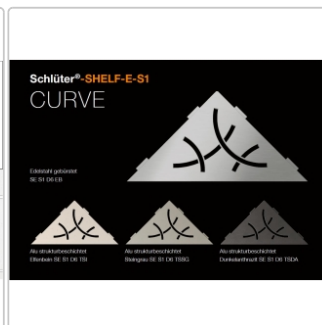 Schlüter®-SHELF-E-S1
CURVE
Edelstahl gebürstet
SE S1 D6 EB
Alu strukturbeschichtet
Elfenbein SE S1 D6 TSI
Alu strukturbeschichtet
Steingrau SE S1 D6 TSSG
Alu strukturbeschichtet
Dunkelanthrazit SE S1 D6 TSDA